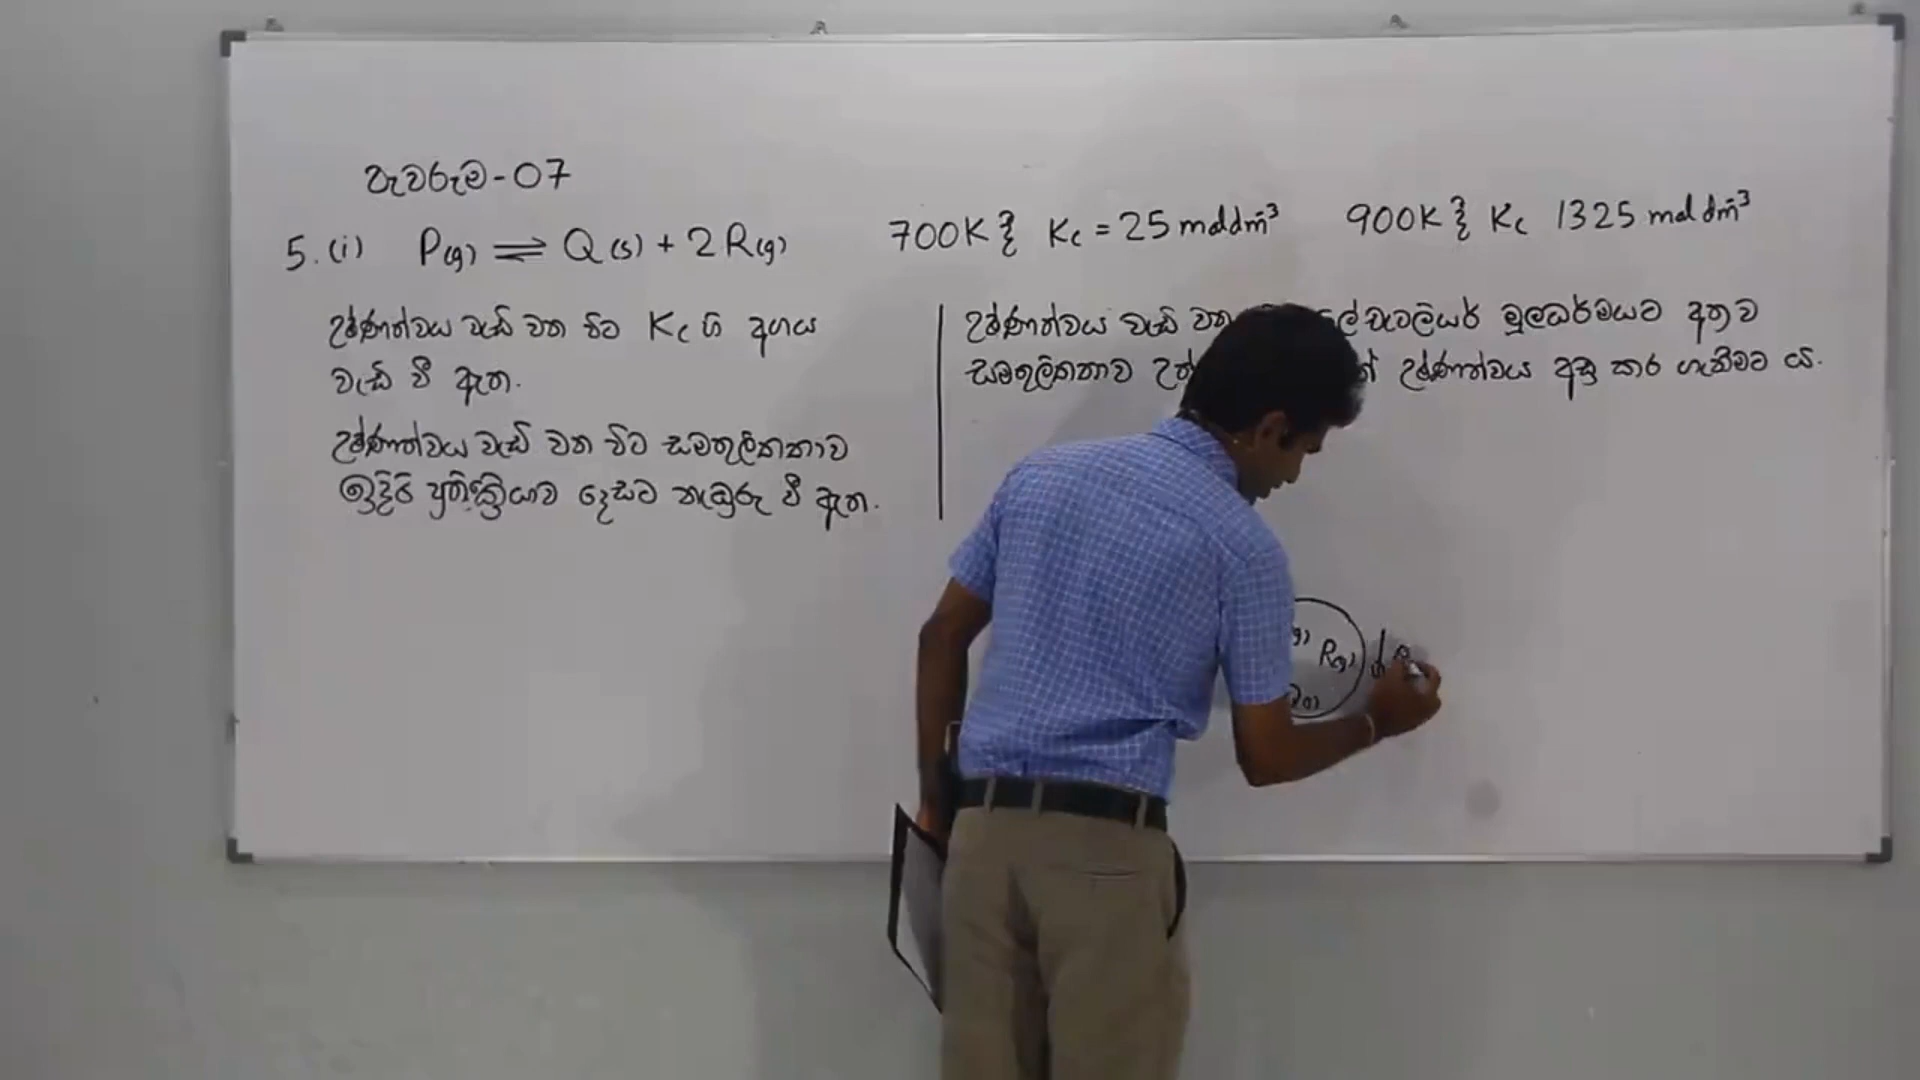 පැවරුම - 07
5. (i) P(g) ⇌ Q(s) + 2R(g)
700K දී Kc = 25 mol dm⁻³
900K දී Kc 1325 mol dm⁻³
උෂ්ණත්වය වැඩි වන විට Kc හි අගය
වැඩි වී ඇත.
උෂ්ණත්වය වැඩි වන විට සමතුලිතතාව
ඉදිරි ප්‍රතික්‍රියාව දෙසට නැඹුරු වී ඇත.
උෂ්ණත්වය වැඩි වන ලේචැටලියර් මූලධර්මයට අනුව
සමතුලිතතාව උෂ්ණත්වය අඩු කර ගැනීමට ය.
R(g)